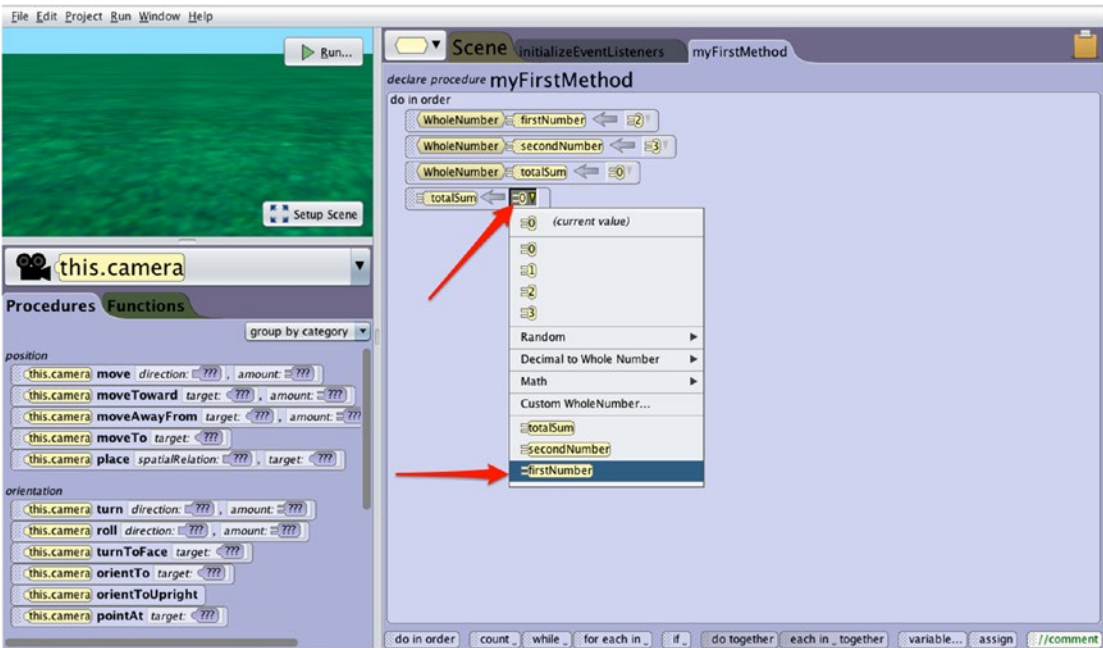 File Edit Project Run Window Help
Run...
Setup Scene
this.camera
Procedures Functions
group by category
position
this.camera move direction: ??? , amount: ???
this.camera moveToward target: ??? , amount: ???
this.camera moveAwayFrom target: ??? , amount: ???
this.camera moveTo target: ???
this.camera place spatialRelation: ??? , target: ???
orientation
this.camera turn direction: ??? , amount: ???
this.camera roll direction: ??? , amount: ???
this.camera turnToFace target: ???
this.camera orientTo target: ???
this.camera orientToUpright
this.camera pointAt target: ???
Scene initializeEventListeners myFirstMethod
declare procedure myFirstMethod
do in order
WholeNumber firstNumber 2
WholeNumber secondNumber 3
WholeNumber totalSum 0
totalSum 0
0 (current value)
0
1
2
3
Random
Decimal to Whole Number
Math
Custom WholeNumber...
totalSum
secondNumber
firstNumber
do in order count _ while _ for each in _ if _ do together each in _ together variable... assign //comment